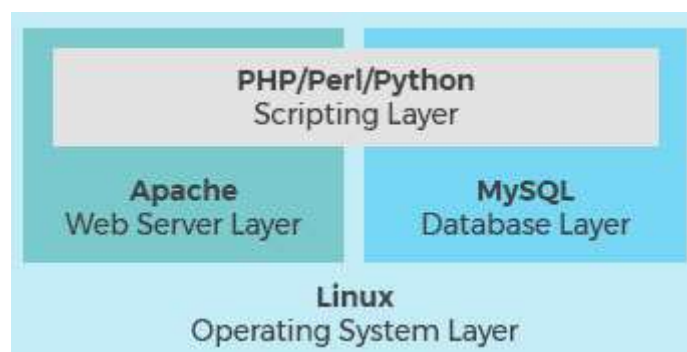 PHP/Perl/Python
Scripting Layer
Apache
Web Server Layer
MySQL
Database Layer
Linux
Operating System Layer